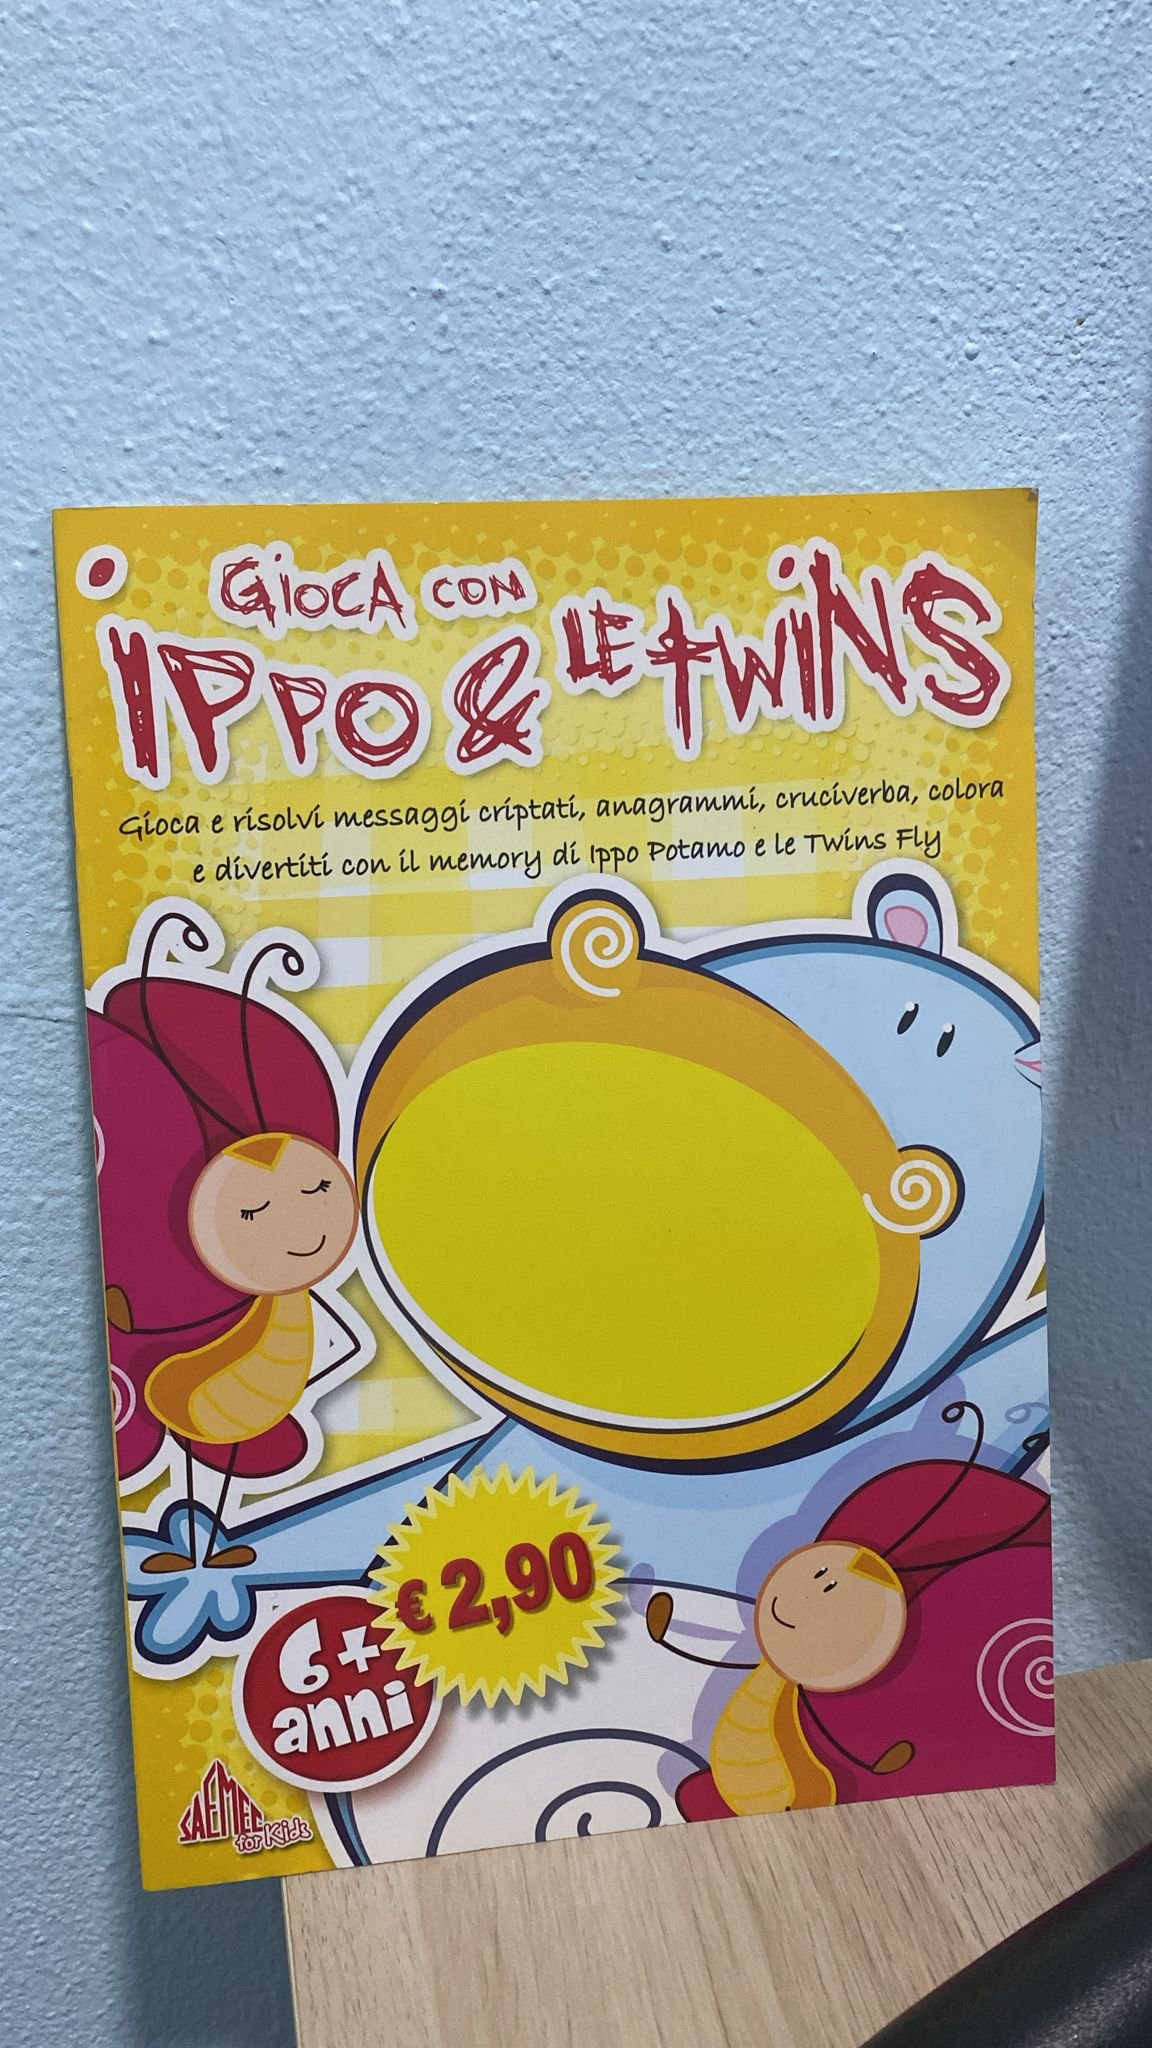 GiOCA CON
iPPO & LE TWiNS
Gioca e risolvi messaggi criptati, anagrammi, cruciverba, colora
e divertiti con il memory di Ippo Potamo e le Twins Fly
€ 2,90
6+
anni
SAEMEC
for Kids